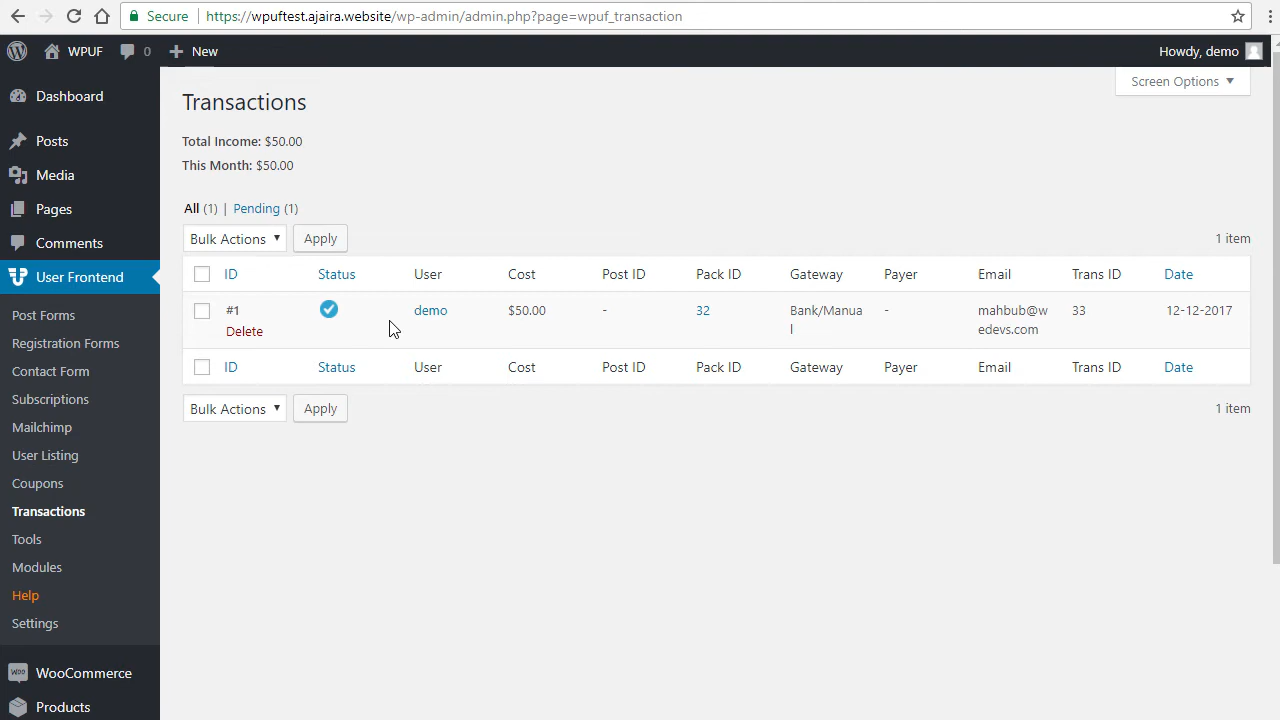 Secure https://wpuftest.ajaira.website/wp-admin/admin.php?page=wpuf_transaction
WPUF 0 New Howdy, demo
Screen Options
Dashboard
Posts
Media
Pages
Comments
User Frontend
Post Forms
Registration Forms
Contact Form
Subscriptions
Mailchimp
User Listing
Coupons
Transactions
Tools
Modules
Help
Settings
WOO WooCommerce
Products
Transactions
Total Income: $50.00
This Month: $50.00
All (1) | Pending (1)
Bulk Actions Apply 1 item
ID Status User Cost Post ID Pack ID Gateway Payer Email Trans ID Date
#1 demo $50.00 - 32 Bank/Manua - mahbub@w 33 12-12-2017
Delete l edevs.com
ID Status User Cost Post ID Pack ID Gateway Payer Email Trans ID Date
Bulk Actions Apply 1 item